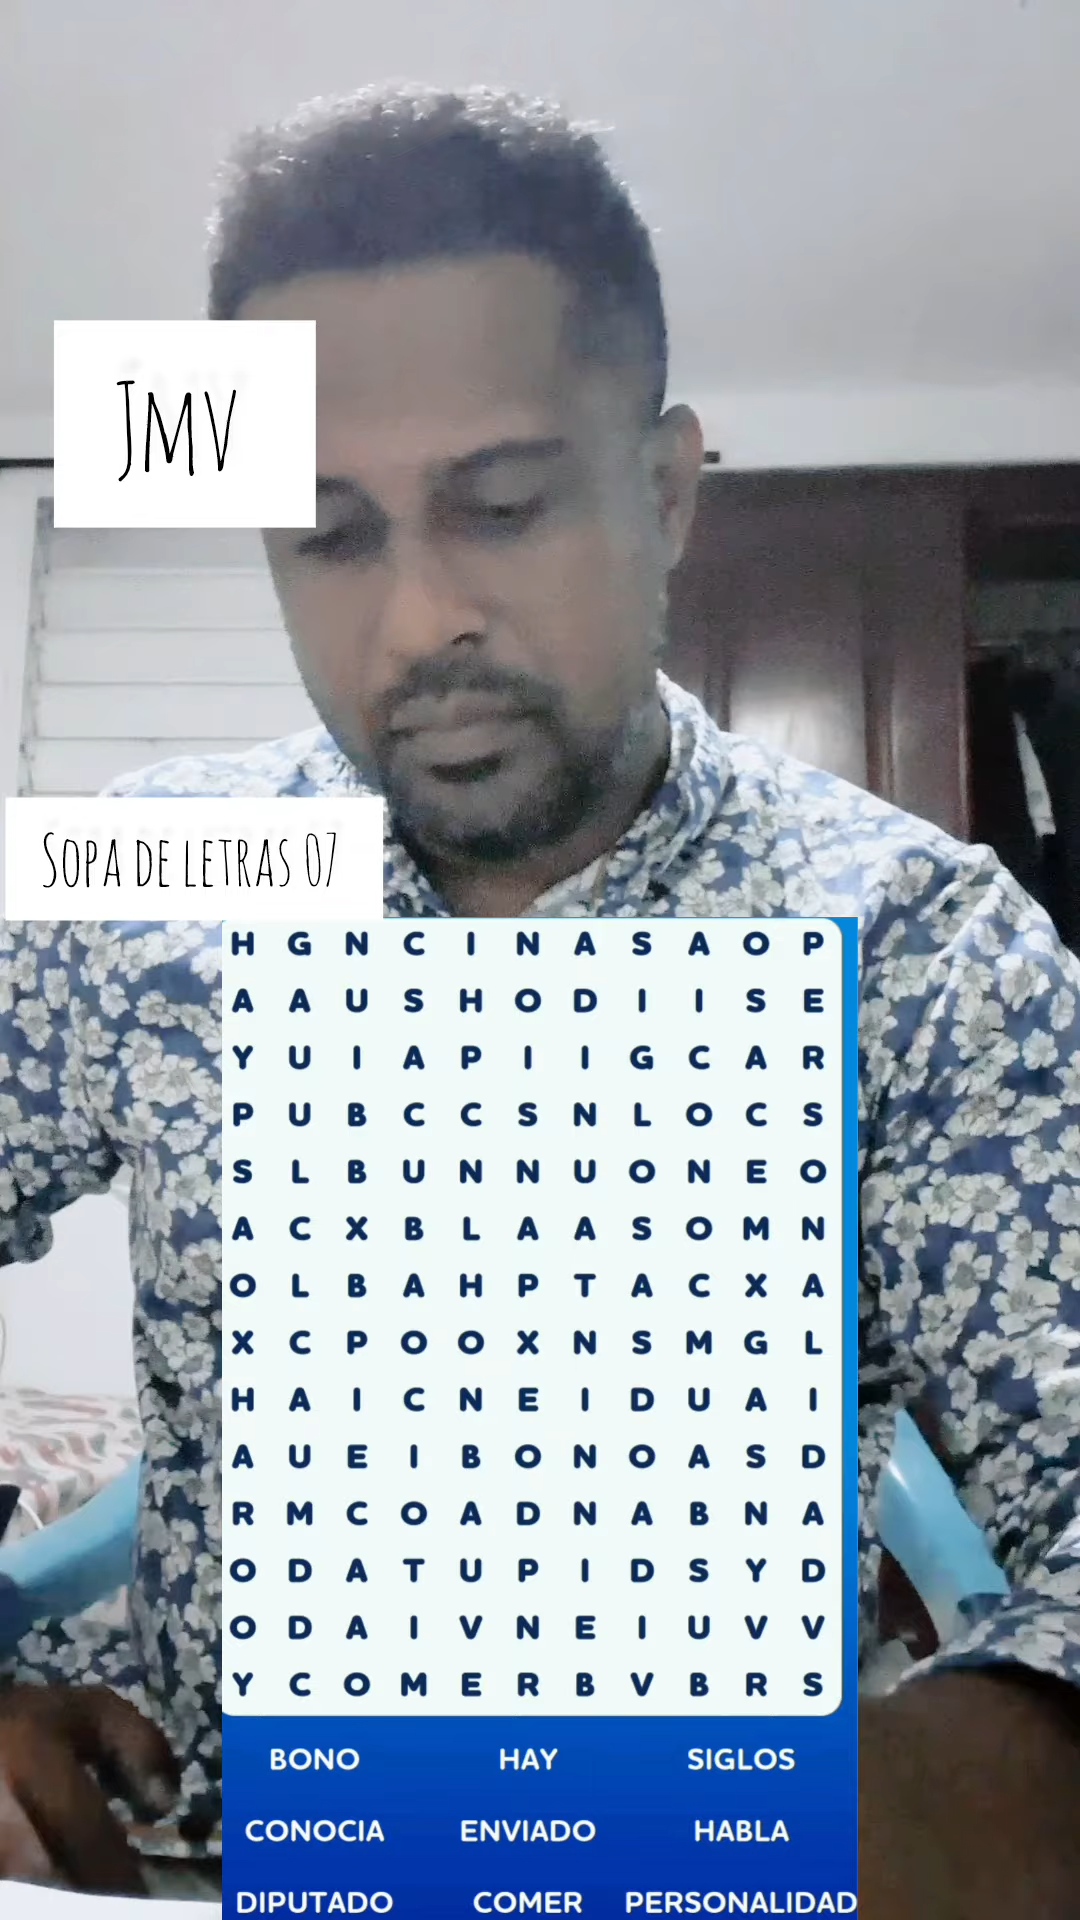 Jmv
Sopa de letras 07
H G N C I N A S A O P
A A U S H O D I I S E
Y U I A P I I G C A R
P U B C C S N L O C S
S L B U N N U O N E O
A C X B L A A S O M N
O L B A H P T A C X A
X C P O O X N S M G L
H A I C N E I D U A I
A U E I B O N O A S D
R M C O A D N A B N A
O D A T U P I D S Y D
O D A I V N E I U V V
Y C O M E R B V B R S
BONO HAY SIGLOS
CONOCIA ENVIADO HABLA
DIPUTADO COMER PERSONALIDAD